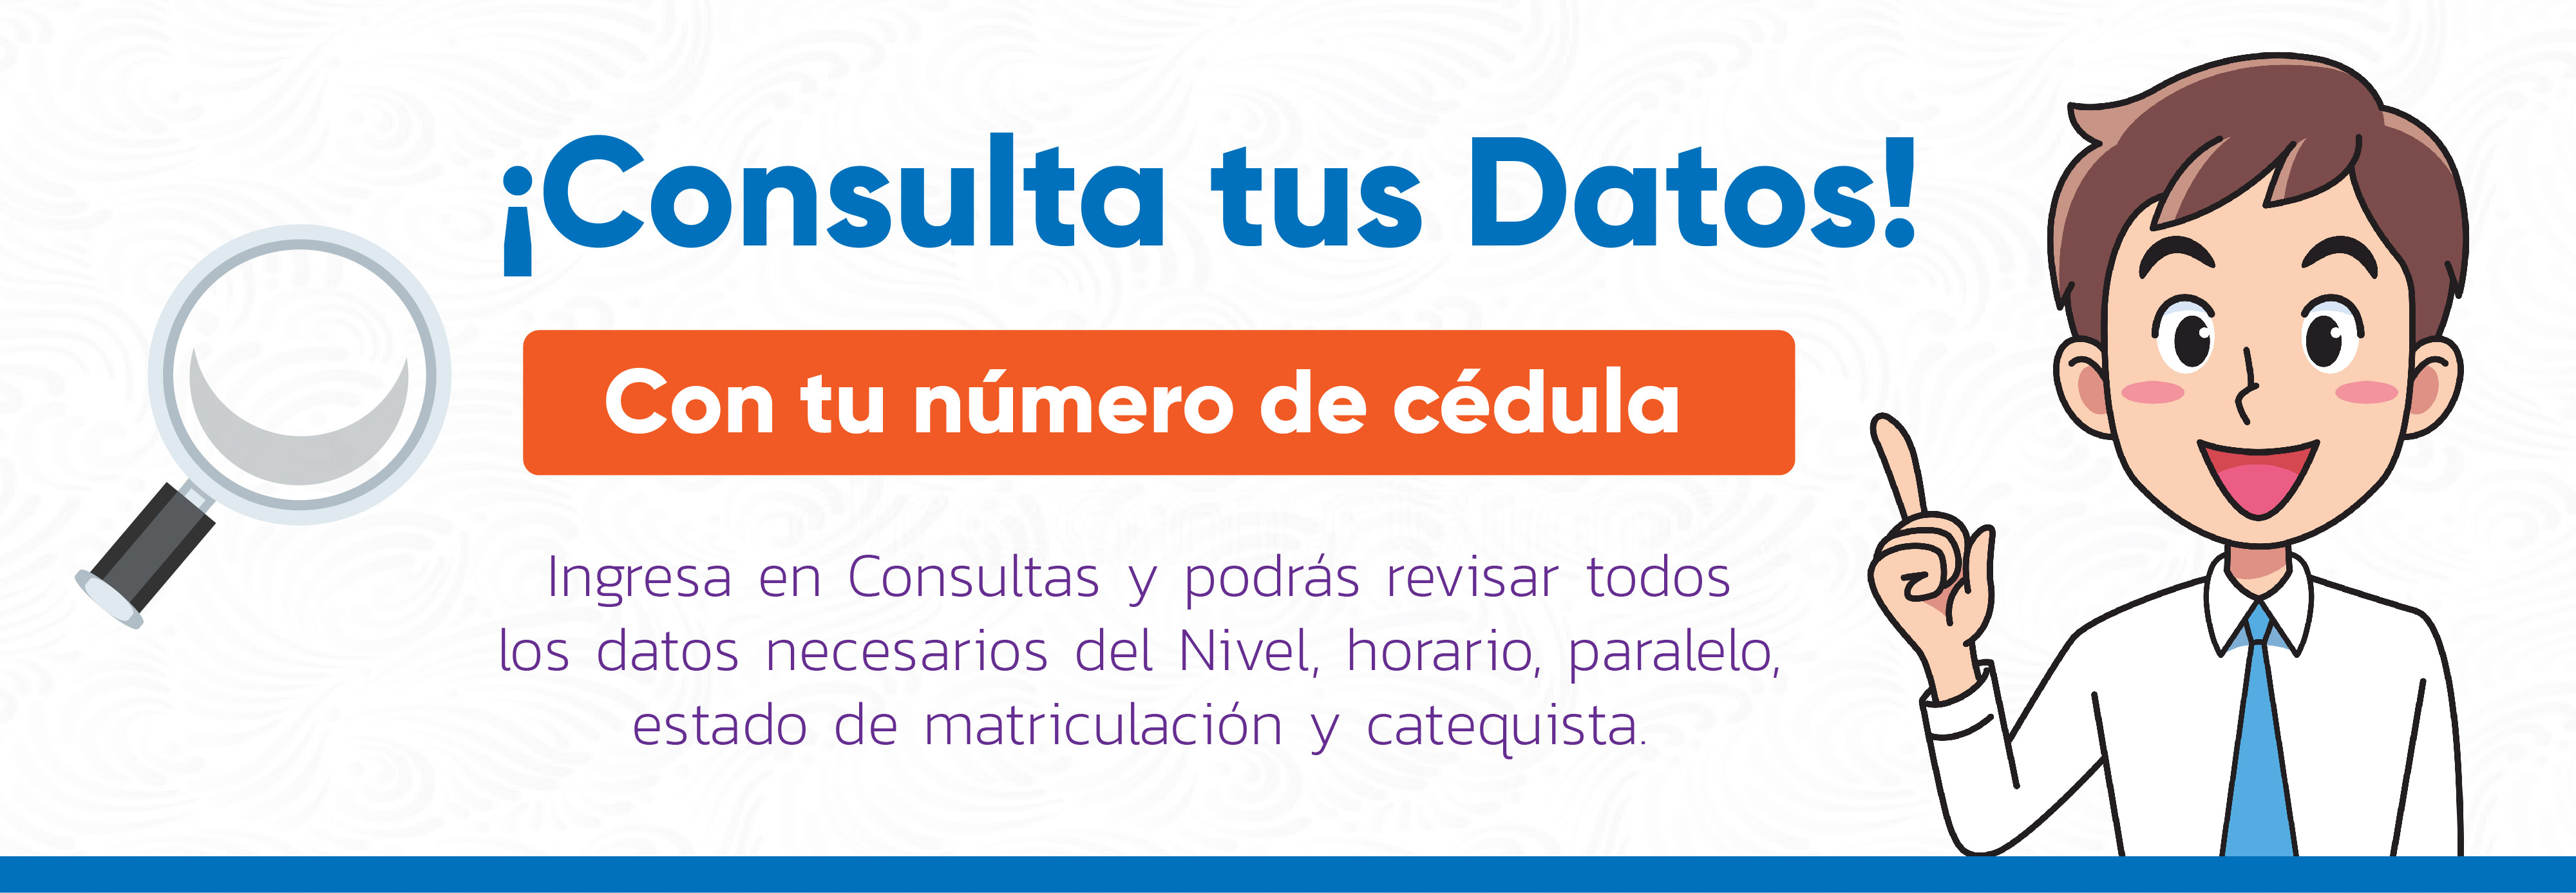 ¡Consulta tus Datos!
Con tu número de cédula
Ingresa en Consultas y podrás revisar todos
los datos necesarios del Nivel, horario, paralelo,
estado de matriculación y catequista.